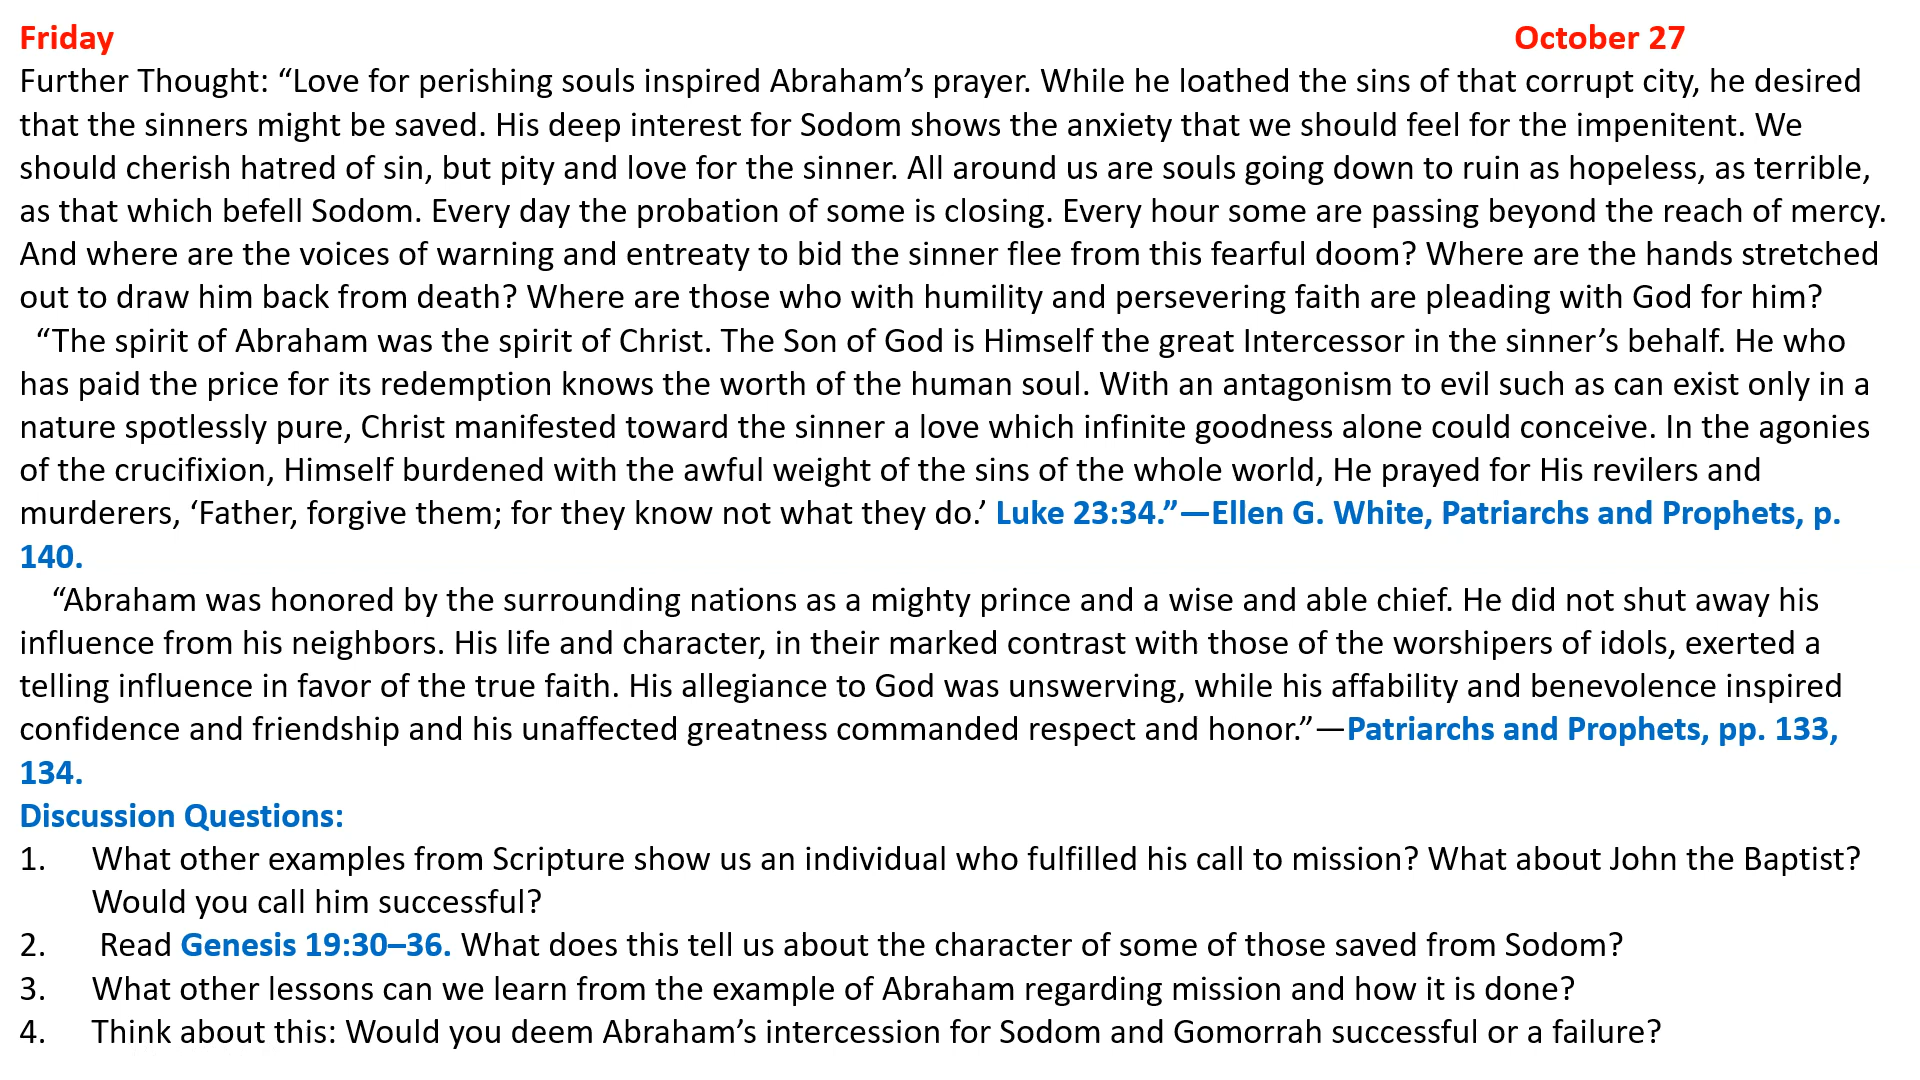 Friday October 27
Further Thought: “Love for perishing souls inspired Abraham’s prayer. While he loathed the sins of that corrupt city, he desired
that the sinners might be saved. His deep interest for Sodom shows the anxiety that we should feel for the impenitent. We
should cherish hatred of sin, but pity and love for the sinner. All around us are souls going down to ruin as hopeless, as terrible,
as that which befell Sodom. Every day the probation of some is closing. Every hour some are passing beyond the reach of mercy.
And where are the voices of warning and entreaty to bid the sinner flee from this fearful doom? Where are the hands stretched
out to draw him back from death? Where are those who with humility and persevering faith are pleading with God for him?
“The spirit of Abraham was the spirit of Christ. The Son of God is Himself the great Intercessor in the sinner’s behalf. He who
has paid the price for its redemption knows the worth of the human soul. With an antagonism to evil such as can exist only in a
nature spotlessly pure, Christ manifested toward the sinner a love which infinite goodness alone could conceive. In the agonies
of the crucifixion, Himself burdened with the awful weight of the sins of the whole world, He prayed for His revilers and
murderers, ‘Father, forgive them; for they know not what they do.’ Luke 23:34.”—Ellen G. White, Patriarchs and Prophets, p.
140.
“Abraham was honored by the surrounding nations as a mighty prince and a wise and able chief. He did not shut away his
influence from his neighbors. His life and character, in their marked contrast with those of the worshipers of idols, exerted a
telling influence in favor of the true faith. His allegiance to God was unswerving, while his affability and benevolence inspired
confidence and friendship and his unaffected greatness commanded respect and honor.”—Patriarchs and Prophets, pp. 133,
134.
Discussion Questions:
1. What other examples from Scripture show us an individual who fulfilled his call to mission? What about John the Baptist?
Would you call him successful?
2. Read Genesis 19:30–36. What does this tell us about the character of some of those saved from Sodom?
3. What other lessons can we learn from the example of Abraham regarding mission and how it is done?
4. Think about this: Would you deem Abraham’s intercession for Sodom and Gomorrah successful or a failure?